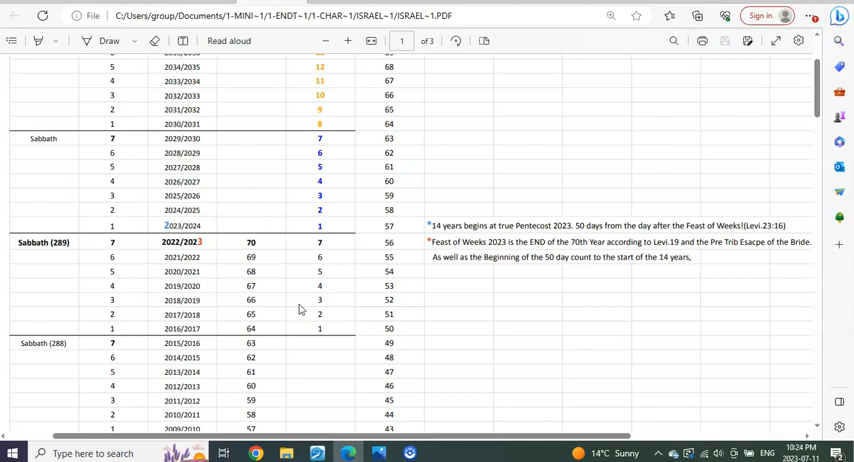 File C:/Users/group/Documents/1-MINI~1/1-ENDT~1/1-CHAR~1/ISRAEL~1/ISRAEL~1.PDF Sign in
Draw Read aloud 1 of 3
5 2034/2035 12 68
4 2033/2034 11 67
3 2032/2033 10 66
2 2031/2032 9 65
1 2030/2031 8 64
Sabbath 7 2029/2030 7 63
6 2028/2029 6 62
5 2027/2028 5 61
4 2026/2027 4 60
3 2025/2026 3 59
2 2024/2025 2 58
1 2023/2024 1 57 *14 years begins at true Pentecost 2023. 50 days from the day after the Feast of Weeks!(Levi.23:16)
Sabbath (289) 7 2022/2023 70 7 56 *Feast of Weeks 2023 is the END of the 70th Year according to Levi.19 and the Pre Trib Esacpe of the Bride.
6 2021/2022 69 6 55 As well as the Beginning of the 50 day count to the start of the 14 years,
5 2020/2021 68 5 54
4 2019/2020 67 4 53
3 2018/2019 66 3 52
2 2017/2018 65 2 51
1 2016/2017 64 1 50
Sabbath (288) 7 2015/2016 63 49
6 2014/2015 62 48
5 2013/2014 61 47
4 2012/2013 60 46
3 2011/2012 59 45
2 2010/2011 58 44
1 2009/2010 57 43
Type here to search 14°C Sunny ENG 10:24 PM
2023-07-11